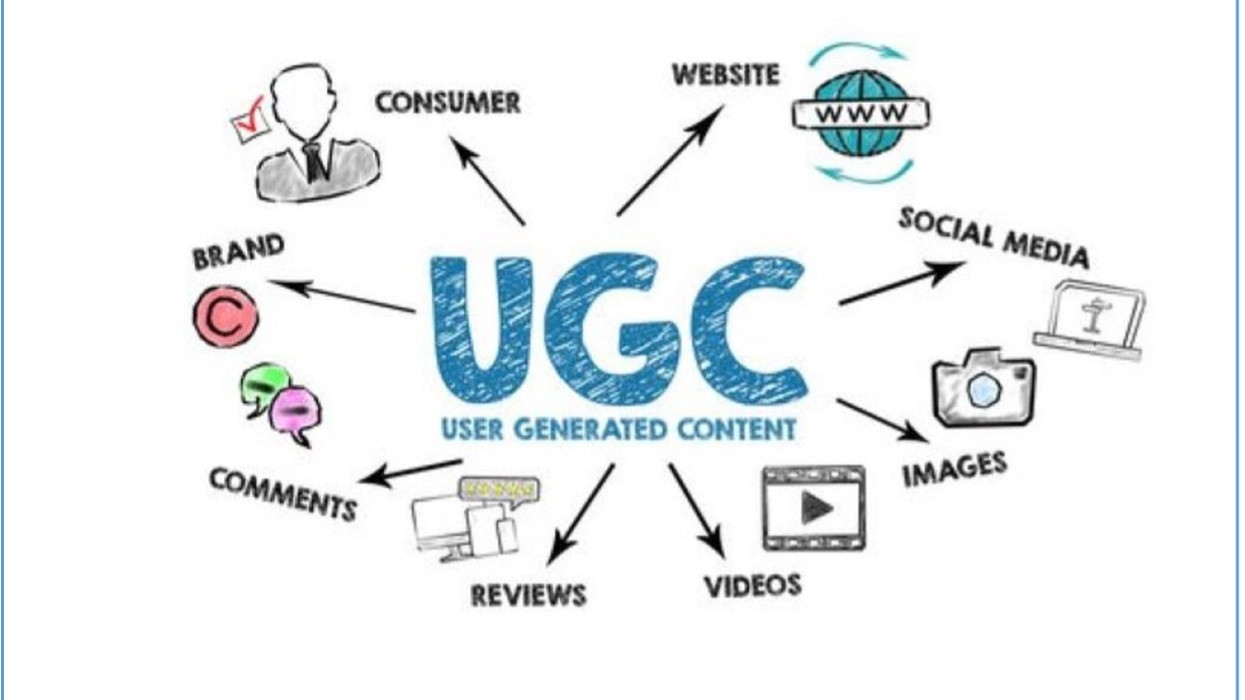 CONSUMER
WEBSITE
WWW
BRAND
C
SOCIAL MEDIA
UGC
USER GENERATED CONTENT
IMAGES
COMMENTS
REVIEWS
VIDEOS